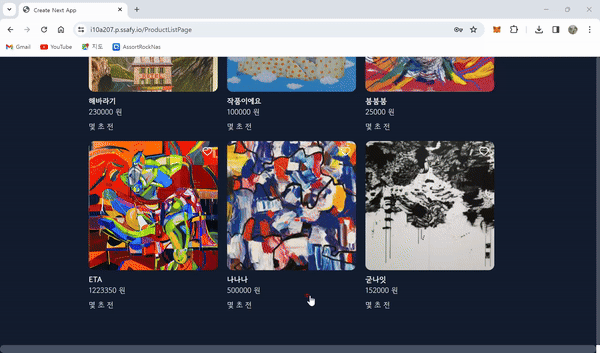 Create Next App
i10a207.p.ssafy.io/ProductListPage
Gmail YouTube 지도 AssortRockNas
해바라기 작품이에요 봄봄봄
230000 원 100000 원 25000 원
몇 초 전 몇 초 전 몇 초 전
ETA 나나나 굳나잇
1223350 원 500000 원 152000 원
몇 초 전 몇 초 전 몇 초 전